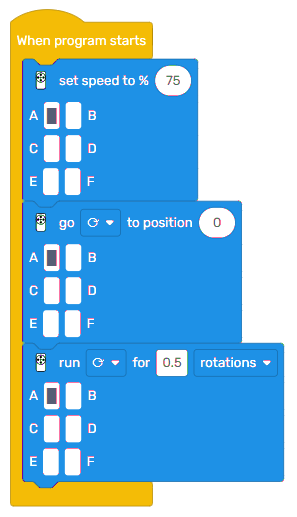 When program starts
set speed to % 75
A B
C D
E F
go to position 0
A B
C D
E F
run for 0.5 rotations
A B
C D
E F